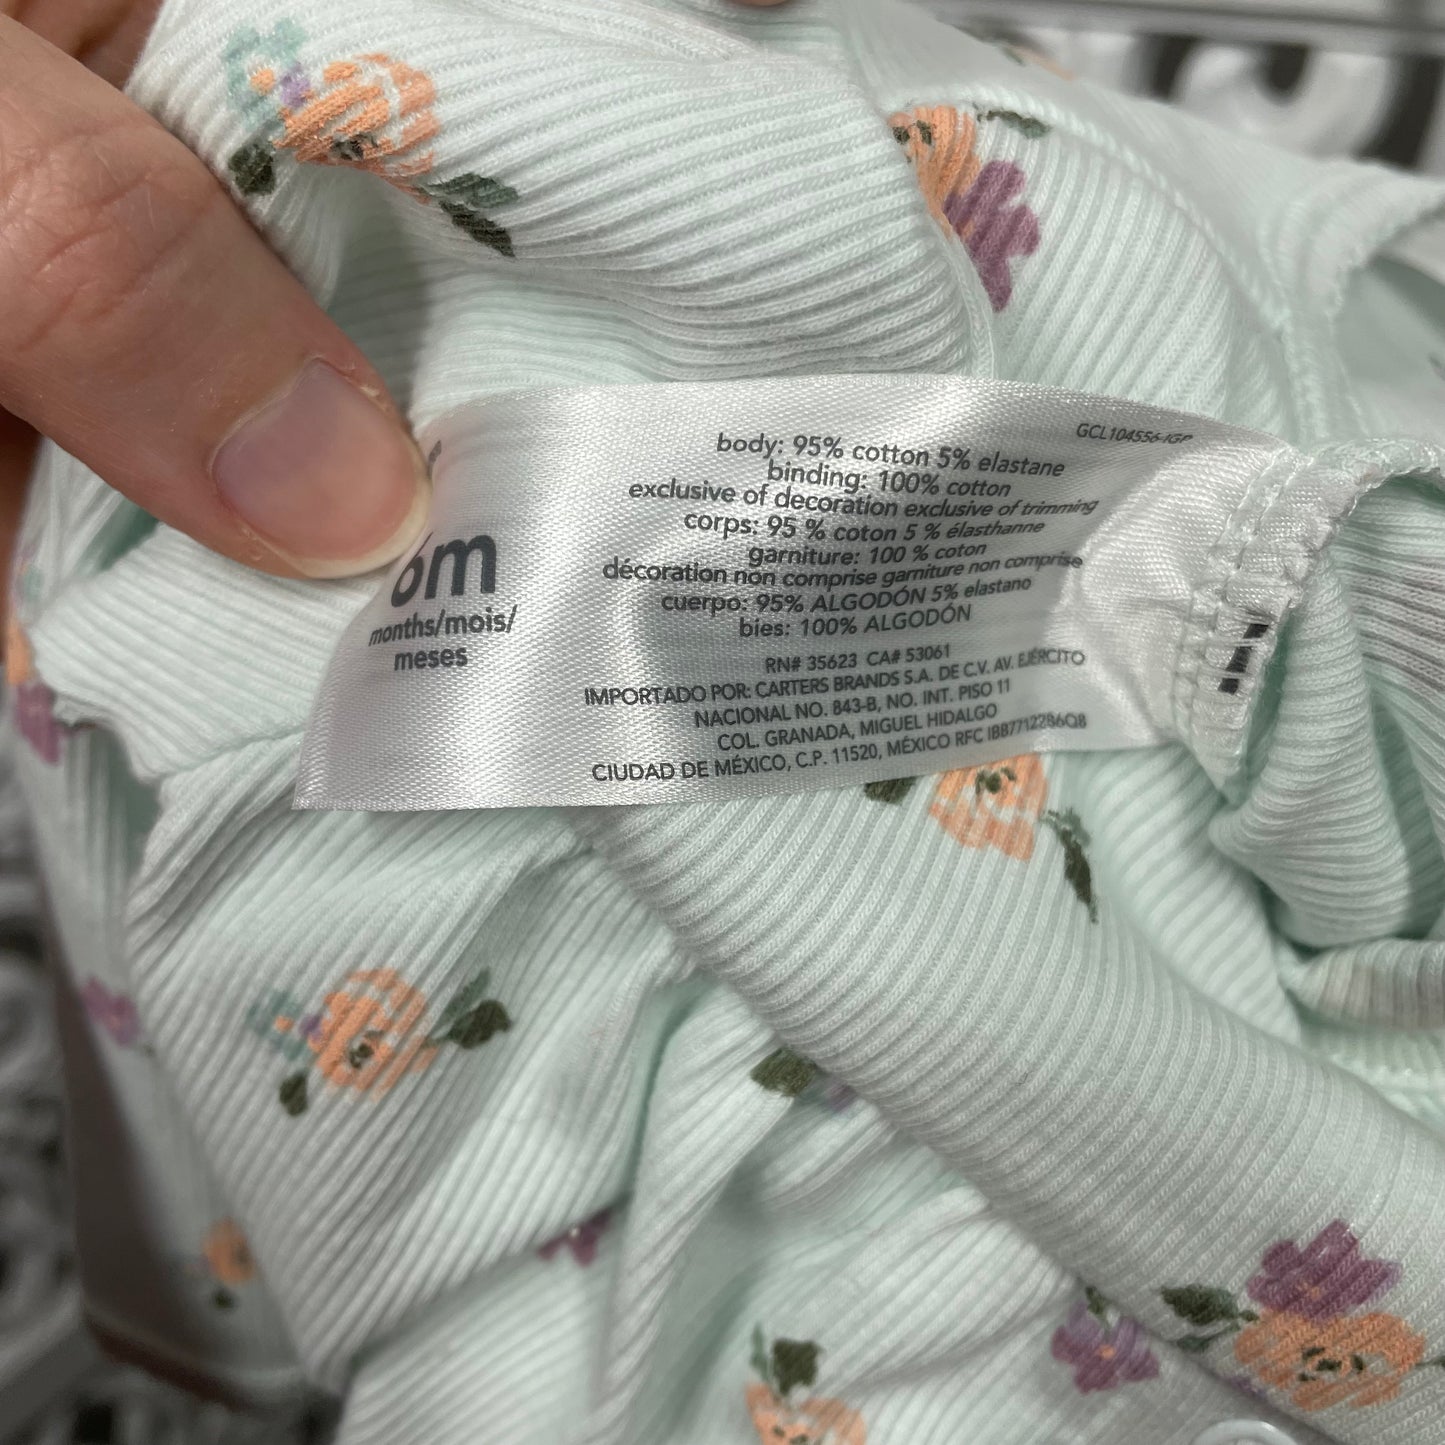 GCL104556-IGP
body: 95% cotton 5% elastane
binding: 100% cotton
exclusive of decoration exclusive of trimming
corps: 95 % coton 5 % élasthanne
garniture: 100 % coton
décoration non comprise garniture non comprise
cuerpo: 95% ALGODÓN 5% elastano
bies: 100% ALGODÓN
RN# 35623 CA# 53061
IMPORTADO POR: CARTERS BRANDS S.A. DE C.V. AV. EJÉRCITO
NACIONAL NO. 843-B, NO. INT. PISO 11
COL. GRANADA, MIGUEL HIDALGO
CIUDAD DE MÉXICO, C.P. 11520, MÉXICO RFC IBB7712286Q8
6m
months/mois/
meses